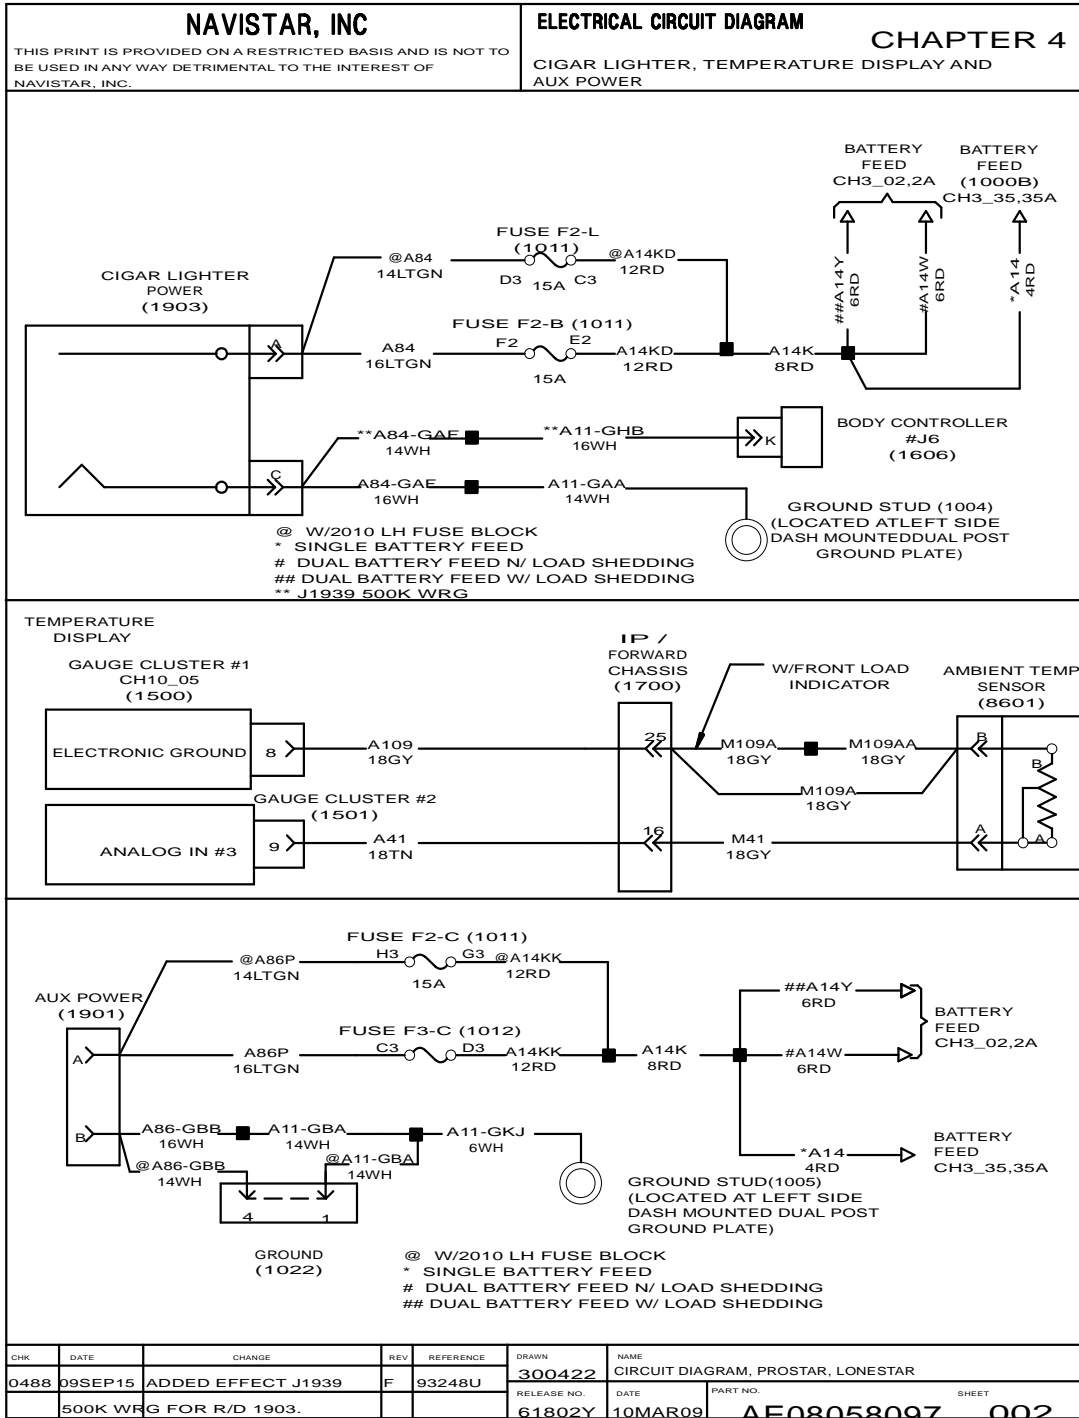 NAVISTAR, INC
THIS PRINT IS PROVIDED ON A RESTRICTED BASIS AND IS NOT TO
BE USED IN ANY WAY DETRIMENTAL TO THE INTEREST OF
NAVISTAR, INC.
ELECTRICAL CIRCUIT DIAGRAM
CHAPTER 4
CIGAR LIGHTER, TEMPERATURE DISPLAY AND
AUX POWER
BATTERY
FEED
CH3_02,2A
BATTERY
FEED
(1000B)
CH3_35,35A
##A14Y
6RD
#A14W
6RD
*A14
4RD
CIGAR LIGHTER
POWER
(1903)
A
@A84
14LTGN
FUSE F2-L
(1011)
D3
15A
C3
@A14KD
12RD
A84
16LTGN
FUSE F2-B (1011)
F2
E2
15A
A14KD
12RD
A14K
8RD
C
**A84-GAE
14WH
**A11-GHB
16WH
K
BODY CONTROLLER
#J6
(1606)
A84-GAE
16WH
A11-GAA
14WH
GROUND STUD (1004)
(LOCATED ATLEFT SIDE
DASH MOUNTEDDUAL POST
GROUND PLATE)
@ W/2010 LH FUSE BLOCK
* SINGLE BATTERY FEED
# DUAL BATTERY FEED N/ LOAD SHEDDING
## DUAL BATTERY FEED W/ LOAD SHEDDING
** J1939 500K WRG
TEMPERATURE
DISPLAY
GAUGE CLUSTER #1
CH10_05
(1500)
ELECTRONIC GROUND
8
A109
18GY
IP /
FORWARD
CHASSIS
(1700)
25
W/FRONT LOAD
INDICATOR
M109A
18GY
M109AA
18GY
M109A
18GY
AMBIENT TEMP
SENSOR
(8601)
B
B
GAUGE CLUSTER #2
(1501)
ANALOG IN #3
9
A41
18TN
16
M41
18GY
A
A
FUSE F2-C (1011)
@A86P
14LTGN
H3
G3
15A
@A14KK
12RD
AUX POWER
(1901)
A
A86P
16LTGN
FUSE F3-C (1012)
C3
D3
A14KK
12RD
A14K
8RD
##A14Y
6RD
#A14W
6RD
BATTERY
FEED
CH3_02,2A
*A14
4RD
BATTERY
FEED
CH3_35,35A
B
A86-GBB
16WH
A11-GBA
14WH
A11-GKJ
6WH
@A86-GBB
14WH
@A11-GBA
14WH
4
1
GROUND
(1022)
GROUND STUD(1005)
(LOCATED AT LEFT SIDE
DASH MOUNTED DUAL POST
GROUND PLATE)
@ W/2010 LH FUSE BLOCK
* SINGLE BATTERY FEED
# DUAL BATTERY FEED N/ LOAD SHEDDING
## DUAL BATTERY FEED W/ LOAD SHEDDING
CHK DATE CHANGE REV REFERENCE
0488 09SEP15 ADDED EFFECT J1939 F 93248U
500K WRG FOR R/D 1903.
DRAWN
300422
NAME
CIRCUIT DIAGRAM, PROSTAR, LONESTAR
RELEASE NO.
61802Y
DATE
10MAR09
PART NO.
AE08058097
SHEET
002